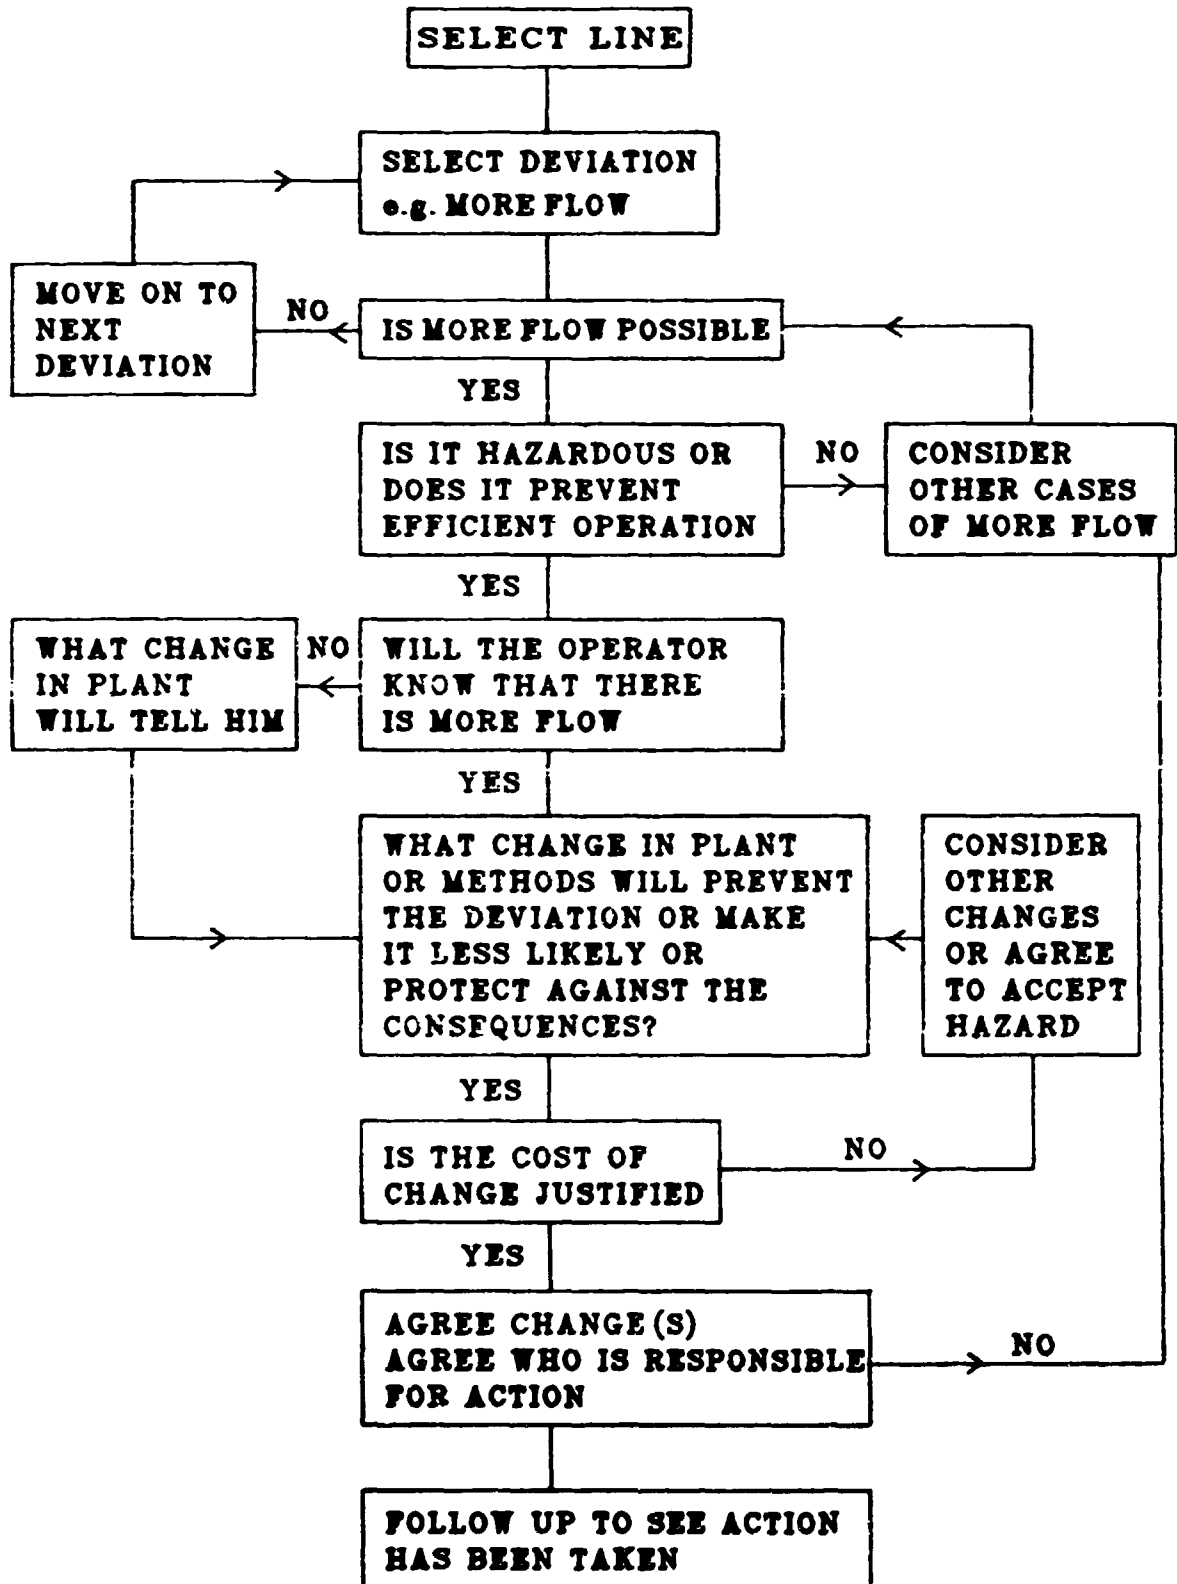 SELECT LINE
SELECT DEVIATION
e.g. MORE FLOW
MOVE ON TO
NEXT
DEVIATION
NO
IS MORE FLOW POSSIBLE
YES
IS IT HAZARDOUS OR
DOES IT PREVENT
EFFICIENT OPERATION
NO
CONSIDER
OTHER CASES
OF MORE FLOW
YES
WHAT CHANGE
IN PLANT
WILL TELL HIM
NO
WILL THE OPERATOR
KNOW THAT THERE
IS MORE FLOW
YES
WHAT CHANGE IN PLANT
OR METHODS WILL PREVENT
THE DEVIATION OR MAKE
IT LESS LIKELY OR
PROTECT AGAINST THE
CONSEQUENCES?
CONSIDER
OTHER
CHANGES
OR AGREE
TO ACCEPT
HAZARD
YES
IS THE COST OF
CHANGE JUSTIFIED
NO
YES
AGREE CHANGE(S)
AGREE WHO IS RESPONSIBLE
FOR ACTION
NO
FOLLOW UP TO SEE ACTION
HAS BEEN TAKEN